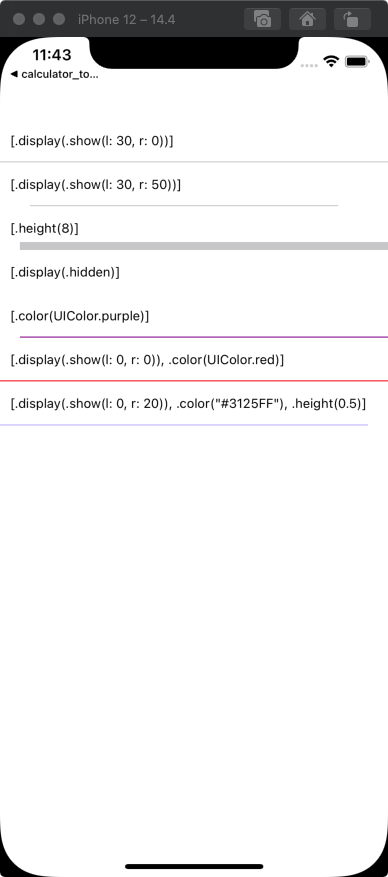 iPhone 12 – 14.4
11:43
◀ calculator_to...
[.display(.show(l: 30, r: 0))]
[.display(.show(l: 30, r: 50))]
[.height(8)]
[.display(.hidden)]
[.color(UIColor.purple)]
[.display(.show(l: 0, r: 0)), .color(UIColor.red)]
[.display(.show(l: 0, r: 20)), .color("#3125FF"), .height(0.5)]